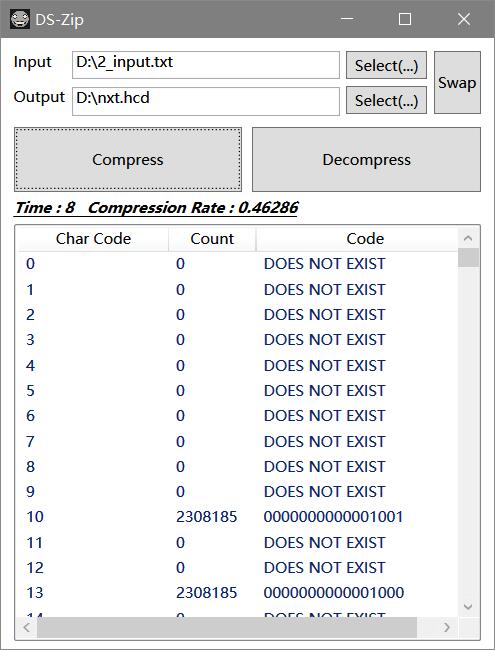 DS-Zip
Input D:\2_input.txt Select(...)
Swap
Output D:\nxt.hcd Select(...)
Compress Decompress
Time : 8 Compression Rate : 0.46286
Char Code Count Code
0 0 DOES NOT EXIST
1 0 DOES NOT EXIST
2 0 DOES NOT EXIST
3 0 DOES NOT EXIST
4 0 DOES NOT EXIST
5 0 DOES NOT EXIST
6 0 DOES NOT EXIST
7 0 DOES NOT EXIST
8 0 DOES NOT EXIST
9 0 DOES NOT EXIST
10 2308185 0000000000001001
11 0 DOES NOT EXIST
12 0 DOES NOT EXIST
13 2308185 0000000000001000
14 0 DOES NOT EXIST